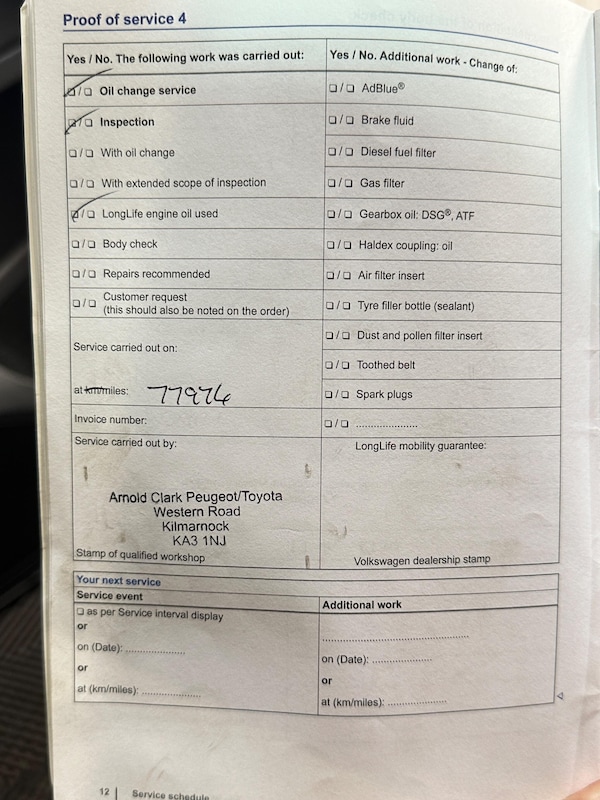 Proof of service 4
Yes / No. The following work was carried out:
☑/☐ Oil change service
☑/☐ Inspection
☐/☐ With oil change
☐/☐ With extended scope of inspection
☑/☐ LongLife engine oil used
☐/☐ Body check
☐/☐ Repairs recommended
☐/☐ Customer request
(this should also be noted on the order)
Service carried out on:
at km/miles: 77976
Invoice number:
Service carried out by:
Arnold Clark Peugeot/Toyota
Western Road
Kilmarnock
KA3 1NJ
Stamp of qualified workshop
Yes / No. Additional work - Change of:
☐/☐ AdBlue®
☐/☐ Brake fluid
☐/☐ Diesel fuel filter
☐/☐ Gas filter
☐/☐ Gearbox oil: DSG®, ATF
☐/☐ Haldex coupling: oil
☐/☐ Air filter insert
☐/☐ Tyre filler bottle (sealant)
☐/☐ Dust and pollen filter insert
☐/☐ Toothed belt
☐/☐ Spark plugs
☐/☐ .....................
LongLife mobility guarantee:
Volkswagen dealership stamp
Your next service
Service event
☐ as per Service interval display
or
on (Date): ....................
or
at (km/miles): ....................
Additional work
..................................................
on (Date): ....................
or
at (km/miles): ....................
12 | Service schedule